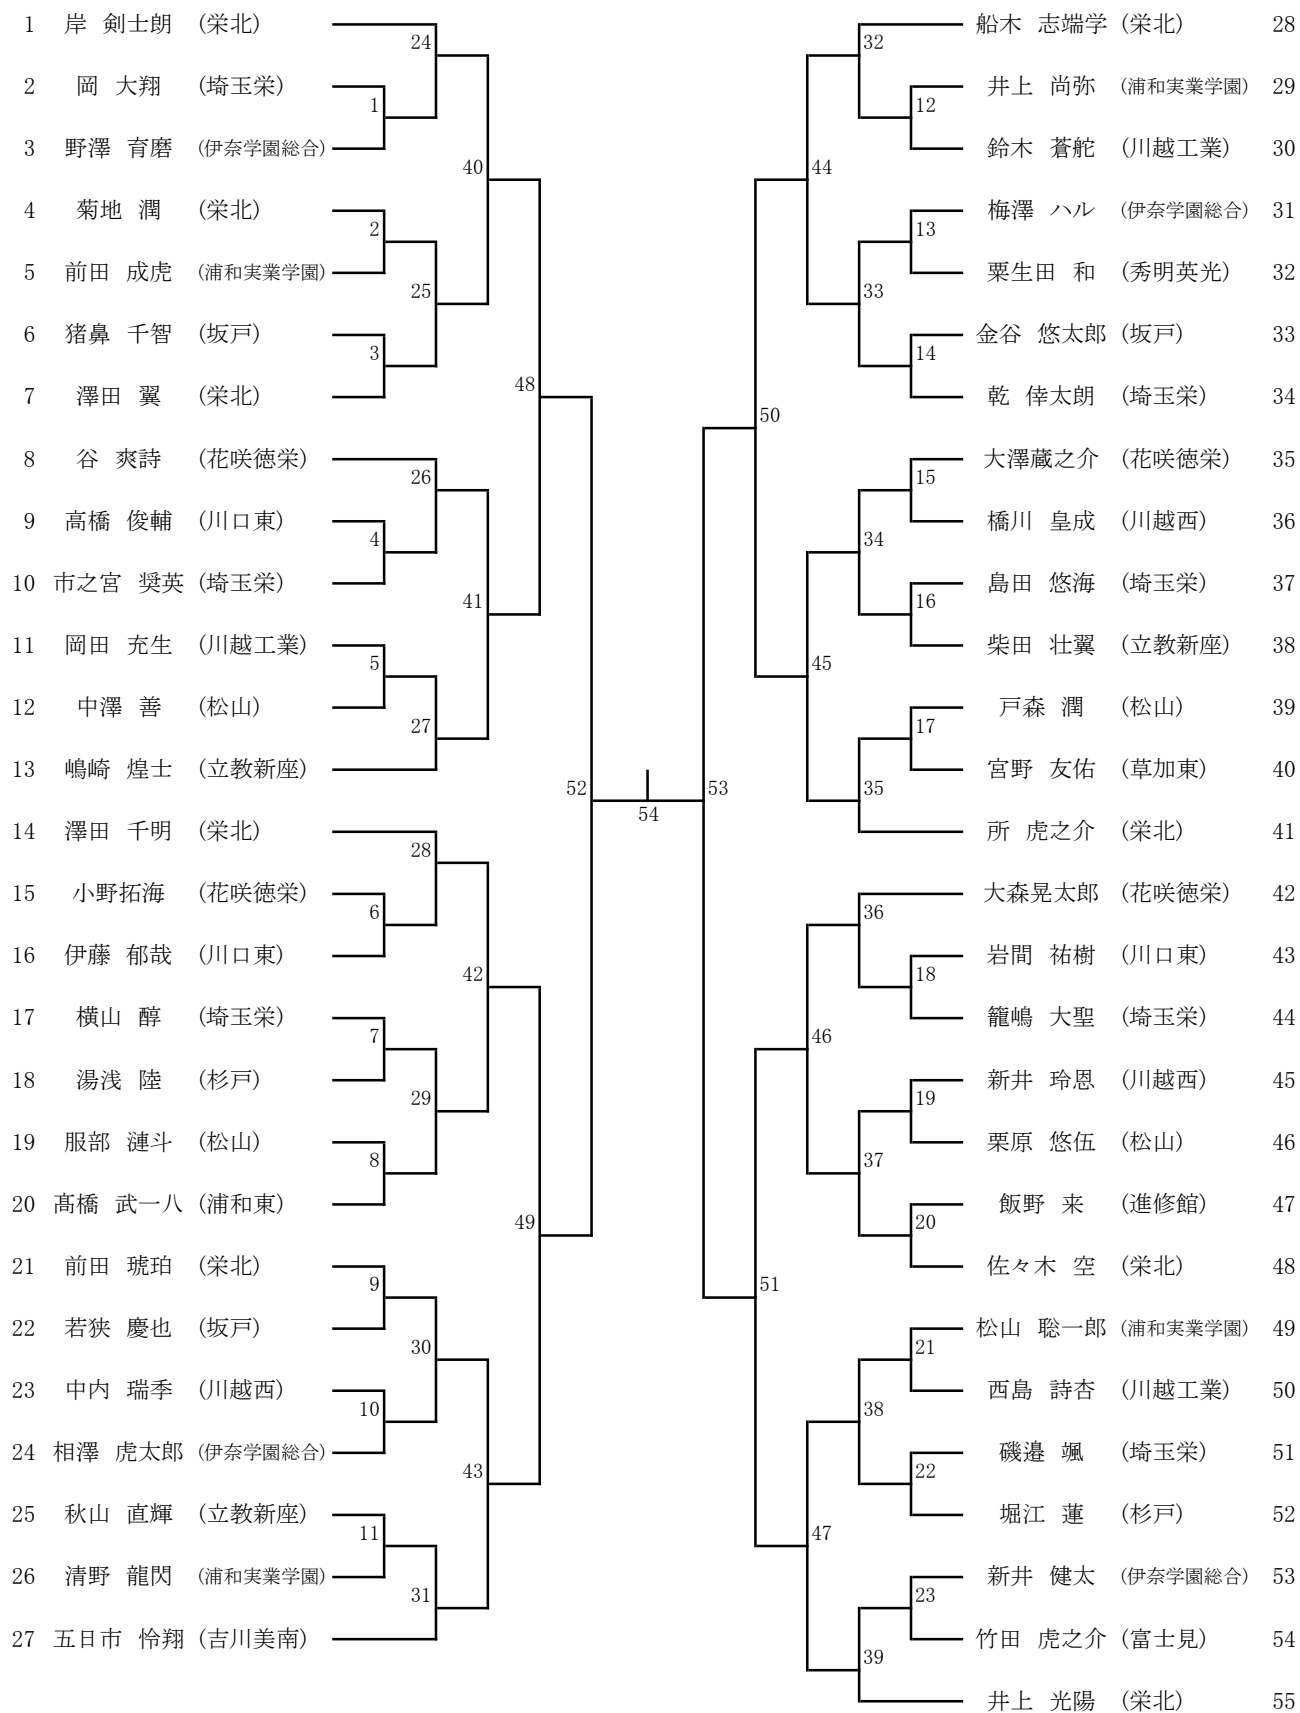 1 岸 剣士朗 (栄北)
2 岡 大翔 (埼玉栄)
3 野澤 育磨 (伊奈学園総合)
4 菊地 潤 (栄北)
5 前田 成虎 (浦和実業学園)
6 猪鼻 千智 (坂戸)
7 澤田 翼 (栄北)
8 谷 爽詩 (花咲徳栄)
9 高橋 俊輔 (川口東)
10 市之宮 奨英 (埼玉栄)
11 岡田 充生 (川越工業)
12 中澤 善 (松山)
13 嶋崎 煌士 (立教新座)
14 澤田 千明 (栄北)
15 小野拓海 (花咲徳栄)
16 伊藤 郁哉 (川口東)
17 横山 醇 (埼玉栄)
18 湯浅 陸 (杉戸)
19 服部 漣斗 (松山)
20 髙橋 武一八 (浦和東)
21 前田 琥珀 (栄北)
22 若狭 慶也 (坂戸)
23 中内 瑞季 (川越西)
24 相澤 虎太郎 (伊奈学園総合)
25 秋山 直輝 (立教新座)
26 清野 龍閃 (浦和実業学園)
27 五日市 怜翔 (吉川美南)
24
1
2
25
3
40
26
4
5
27
41
48
28
6
7
29
8
42
9
30
10
11
31
43
49
52
54
53
32
12
13
33
14
44
15
34
16
17
35
45
50
36
18
19
37
20
46
21
38
22
23
39
47
51
船木 志端学 (栄北) 28
井上 尚弥 (浦和実業学園) 29
鈴木 蒼舵 (川越工業) 30
梅澤 ハル (伊奈学園総合) 31
粟生田 和 (秀明英光) 32
金谷 悠太郎 (坂戸) 33
乾 倖太朗 (埼玉栄) 34
大澤蔵之介 (花咲徳栄) 35
橋川 皇成 (川越西) 36
島田 悠海 (埼玉栄) 37
柴田 壮翼 (立教新座) 38
戸森 潤 (松山) 39
宮野 友佑 (草加東) 40
所 虎之介 (栄北) 41
大森晃太郎 (花咲徳栄) 42
岩間 祐樹 (川口東) 43
籠嶋 大聖 (埼玉栄) 44
新井 玲恩 (川越西) 45
栗原 悠伍 (松山) 46
飯野 来 (進修館) 47
佐々木 空 (栄北) 48
松山 聡一郎 (浦和実業学園) 49
西島 詩杏 (川越工業) 50
磯邉 颯 (埼玉栄) 51
堀江 蓮 (杉戸) 52
新井 健太 (伊奈学園総合) 53
竹田 虎之介 (富士見) 54
井上 光陽 (栄北) 55